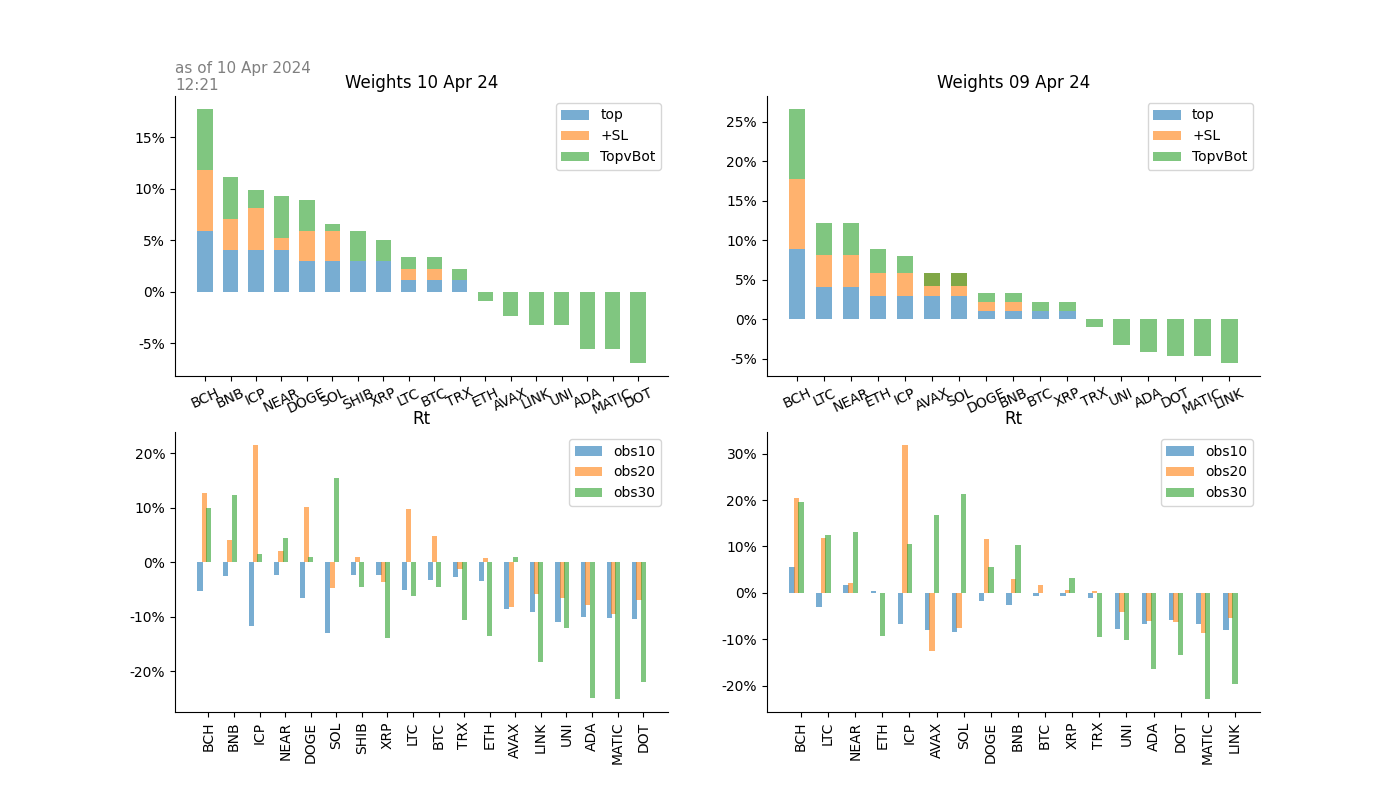 as of 10 Apr 2024
12:21
Weights 10 Apr 24
15%
10%
5%
0%
-5%
top
+SL
TopvBot
BCH BNB ICP NEAR DOGE SOL SHIB XRP LTC BTC TRX ETH AVAX LINK UNI ADA MATIC DOT
Weights 09 Apr 24
25%
20%
15%
10%
5%
0%
-5%
top
+SL
TopvBot
BCH LTC NEAR ETH ICP AVAX SOL DOGE BNB BTC XRP TRX UNI ADA DOT MATIC LINK
Rt
20%
10%
0%
-10%
-20%
obs10
obs20
obs30
BCH BNB ICP NEAR DOGE SOL SHIB XRP LTC BTC TRX ETH AVAX LINK UNI ADA MATIC DOT
Rt
30%
20%
10%
0%
-10%
-20%
obs10
obs20
obs30
BCH LTC NEAR ETH ICP AVAX SOL DOGE BNB BTC XRP TRX UNI ADA DOT MATIC LINK